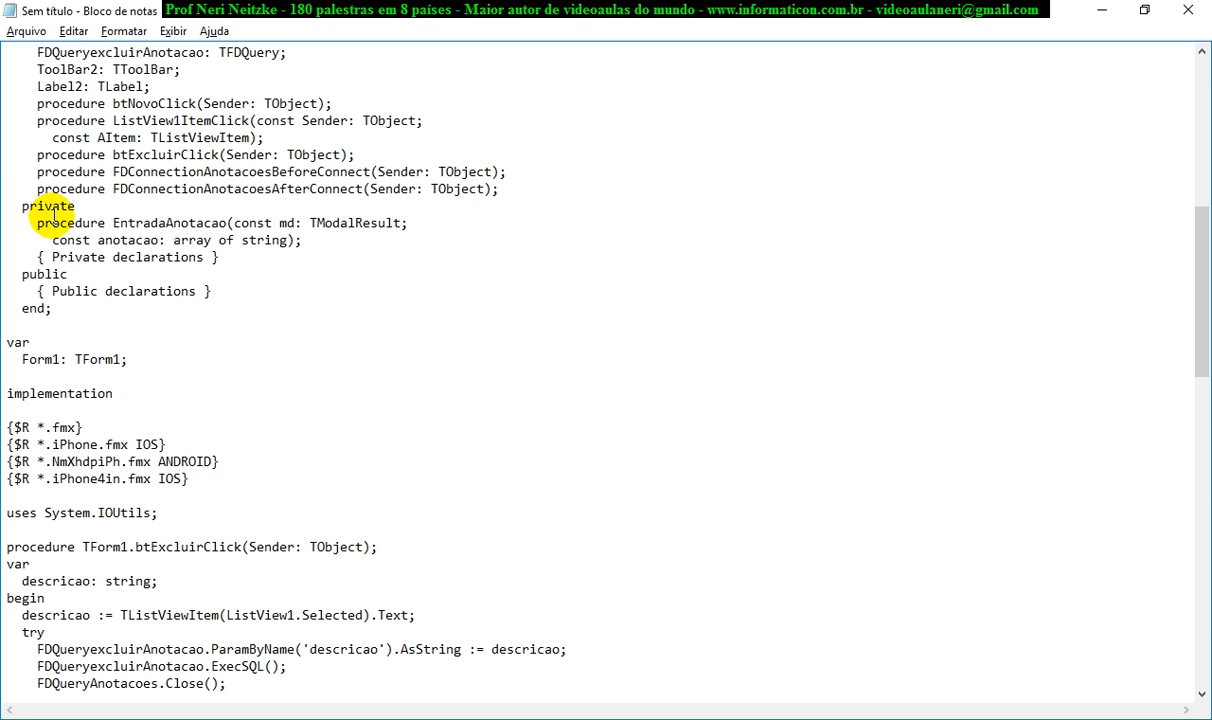 Sem título - Bloco de notas
Prof Neri Neitzke - 180 palestras em 8 países - Maior autor de videoaulas do mundo - www.informaticon.com.br - videoaulaneri@gmail.com
Arquivo Editar Formatar Exibir Ajuda
FDQueryexcluirAnotacao: TFDQuery;
ToolBar2: TToolBar;
Label2: TLabel;
procedure btNovoClick(Sender: TObject);
procedure ListView1ItemClick(const Sender: TObject;
const AItem: TListViewItem);
procedure btExcluirClick(Sender: TObject);
procedure FDConnectionAnotacoesBeforeConnect(Sender: TObject);
procedure FDConnectionAnotacoesAfterConnect(Sender: TObject);
private
procedure EntradaAnotacao(const md: TModalResult;
const anotacao: array of string);
{ Private declarations }
public
{ Public declarations }
end;
var
Form1: TForm1;
implementation
{$R *.fmx}
{$R *.iPhone.fmx IOS}
{$R *.NmXhdpiPh.fmx ANDROID}
{$R *.iPhone4in.fmx IOS}
uses System.IOUtils;
procedure TForm1.btExcluirClick(Sender: TObject);
var
descricao: string;
begin
descricao := TListViewItem(ListView1.Selected).Text;
try
FDQueryexcluirAnotacao.ParamByName('descricao').AsString := descricao;
FDQueryexcluirAnotacao.ExecSQL();
FDQueryAnotacoes.Close();